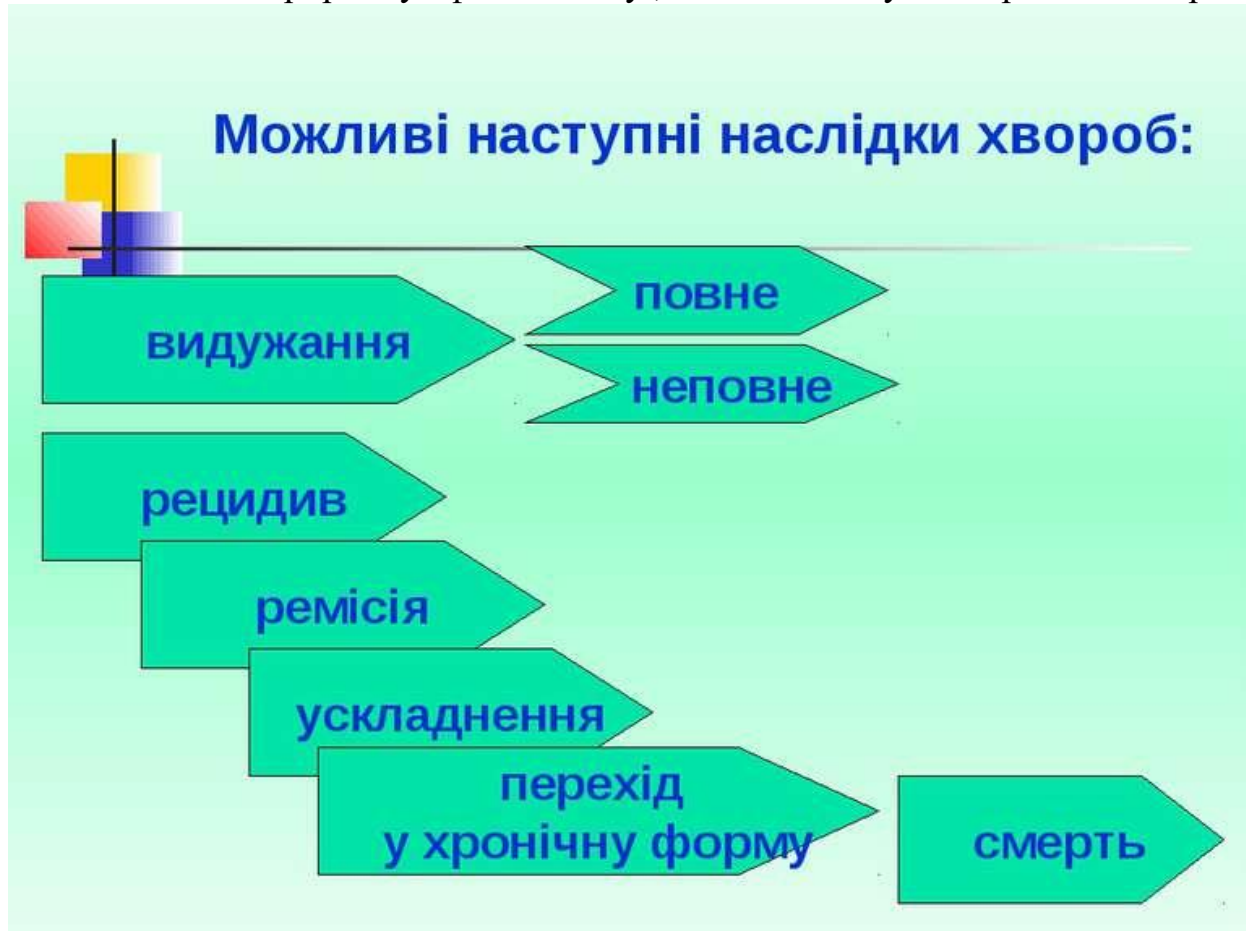 Можливі наступні наслідки хвороб:
видужання
повне
неповне
рецидив
ремісія
ускладнення
перехід
у хронічну форму
смерть